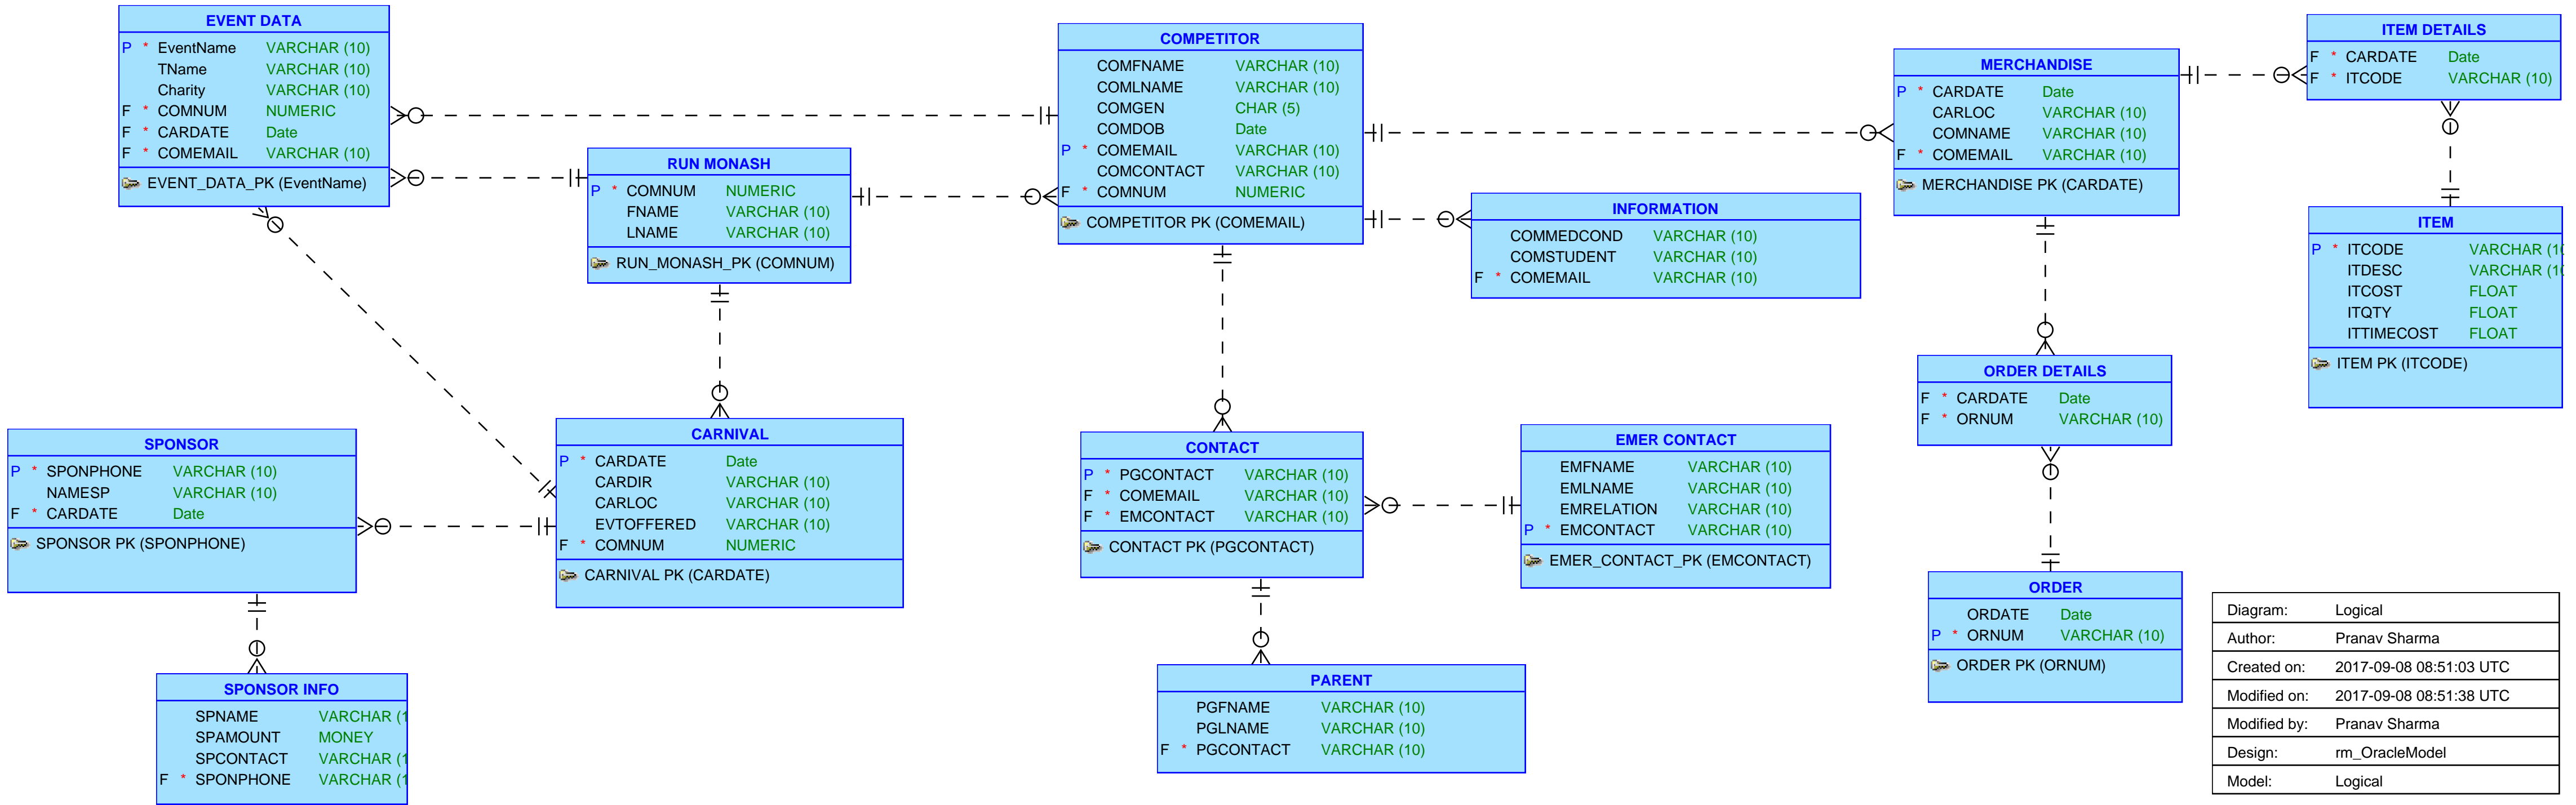 EVENT DATA
P * EventName VARCHAR (10)
TName VARCHAR (10)
Charity VARCHAR (10)
F * COMNUM NUMERIC
F * CARDATE Date
F * COMEMAIL VARCHAR (10)
EVENT_DATA_PK (EventName)
RUN MONASH
P * COMNUM NUMERIC
FNAME VARCHAR (10)
LNAME VARCHAR (10)
RUN_MONASH_PK (COMNUM)
COMPETITOR
COMFNAME VARCHAR (10)
COMLNAME VARCHAR (10)
COMGEN CHAR (5)
COMDOB Date
P * COMEMAIL VARCHAR (10)
COMCONTACT VARCHAR (10)
F * COMNUM NUMERIC
COMPETITOR PK (COMEMAIL)
INFORMATION
COMMEDCOND VARCHAR (10)
COMSTUDENT VARCHAR (10)
F * COMEMAIL VARCHAR (10)
MERCHANDISE
P * CARDATE Date
CARLOC VARCHAR (10)
COMNAME VARCHAR (10)
F * COMEMAIL VARCHAR (10)
MERCHANDISE PK (CARDATE)
ITEM DETAILS
F * CARDATE Date
F * ITCODE VARCHAR (10)
ITEM
P * ITCODE VARCHAR (1
ITDESC VARCHAR (1
ITCOST FLOAT
ITQTY FLOAT
ITTIMECOST FLOAT
ITEM PK (ITCODE)
SPONSOR
P * SPONPHONE VARCHAR (10)
NAMESP VARCHAR (10)
F * CARDATE Date
SPONSOR PK (SPONPHONE)
CARNIVAL
P * CARDATE Date
CARDIR VARCHAR (10)
CARLOC VARCHAR (10)
EVTOFFERED VARCHAR (10)
F * COMNUM NUMERIC
CARNIVAL PK (CARDATE)
CONTACT
P * PGCONTACT VARCHAR (10)
F * COMEMAIL VARCHAR (10)
F * EMCONTACT VARCHAR (10)
CONTACT PK (PGCONTACT)
EMER CONTACT
EMFNAME VARCHAR (10)
EMLNAME VARCHAR (10)
EMRELATION VARCHAR (10)
P * EMCONTACT VARCHAR (10)
EMER_CONTACT_PK (EMCONTACT)
ORDER DETAILS
F * CARDATE Date
F * ORNUM VARCHAR (10)
ORDER
ORDATE Date
P * ORNUM VARCHAR (10)
ORDER PK (ORNUM)
SPONSOR INFO
SPNAME VARCHAR (1
SPAMOUNT MONEY
SPCONTACT VARCHAR (1
F * SPONPHONE VARCHAR (1
PARENT
PGFNAME VARCHAR (10)
PGLNAME VARCHAR (10)
F * PGCONTACT VARCHAR (10)
Diagram: Logical
Author: Pranav Sharma
Created on: 2017-09-08 08:51:03 UTC
Modified on: 2017-09-08 08:51:38 UTC
Modified by: Pranav Sharma
Design: rm_OracleModel
Model: Logical